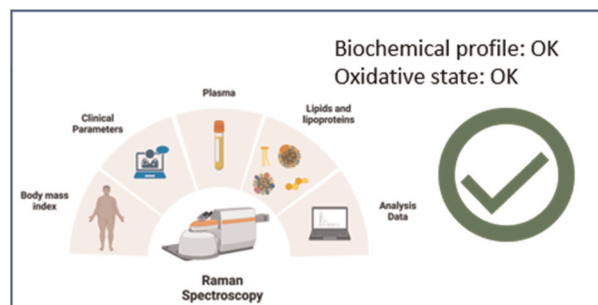 Biochemical profile: OK
Oxidative state: OK
Plasma
Clinical
Parameters
Lipids and
lipoproteins
Body mass
index
Analysis
Data
Raman
Spectroscopy